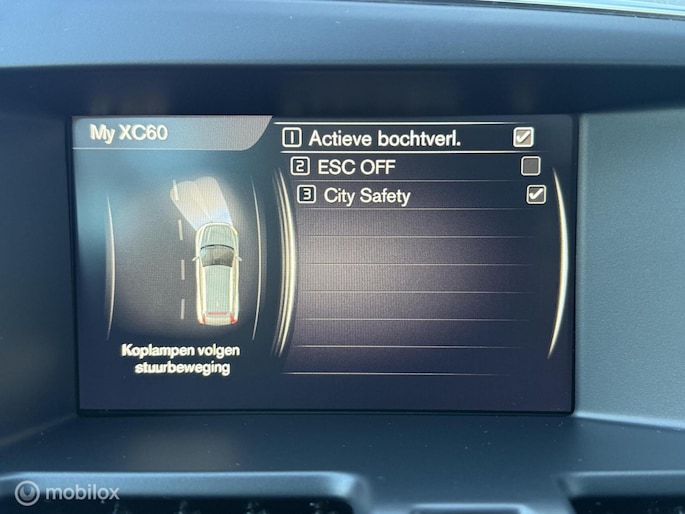 My XC60
1 Actieve bochtverl.
2 ESC OFF
3 City Safety
Koplampen volgen
stuurbeweging
mobilox